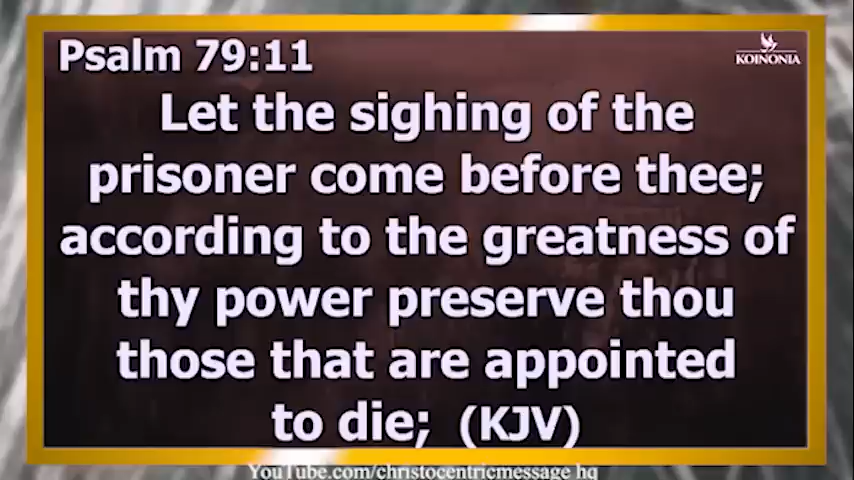 Psalm 79:11
KOINONIA
Let the sighing of the
prisoner come before thee;
according to the greatness of
thy power preserve thou
those that are appointed
to die; (KJV)
YouTube.com/christocentricmessage hq